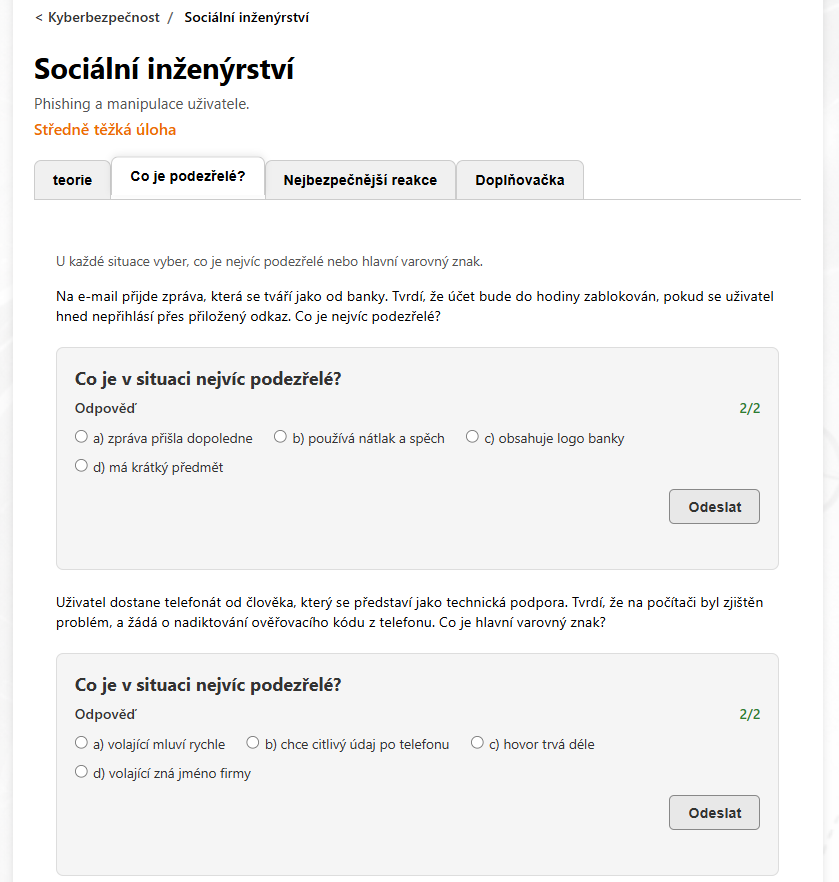 < Kyberbezpečnost / Sociální inženýrství
Sociální inženýrství
Phishing a manipulace uživatele.
Středně těžká úloha
teorie Co je podezřelé? Nejbezpečnější reakce Doplňovačka
U každé situace vyber, co je nejvíc podezřelé nebo hlavní varovný znak.
Na e-mail přijde zpráva, která se tváří jako od banky. Tvrdí, že účet bude do hodiny zablokován, pokud se uživatel
hned nepřihlásí přes přiložený odkaz. Co je nejvíc podezřelé?
Co je v situaci nejvíc podezřelé?
Odpověď 2/2
a) zpráva přišla dopoledne b) používá nátlak a spěch c) obsahuje logo banky
d) má krátký předmět
Odeslat
Uživatel dostane telefonát od člověka, který se představí jako technická podpora. Tvrdí, že na počítači byl zjištěn
problém, a žádá o nadiktování ověřovacího kódu z telefonu. Co je hlavní varovný znak?
Co je v situaci nejvíc podezřelé?
Odpověď 2/2
a) volající mluví rychle b) chce citlivý údaj po telefonu c) hovor trvá déle
d) volající zná jméno firmy
Odeslat